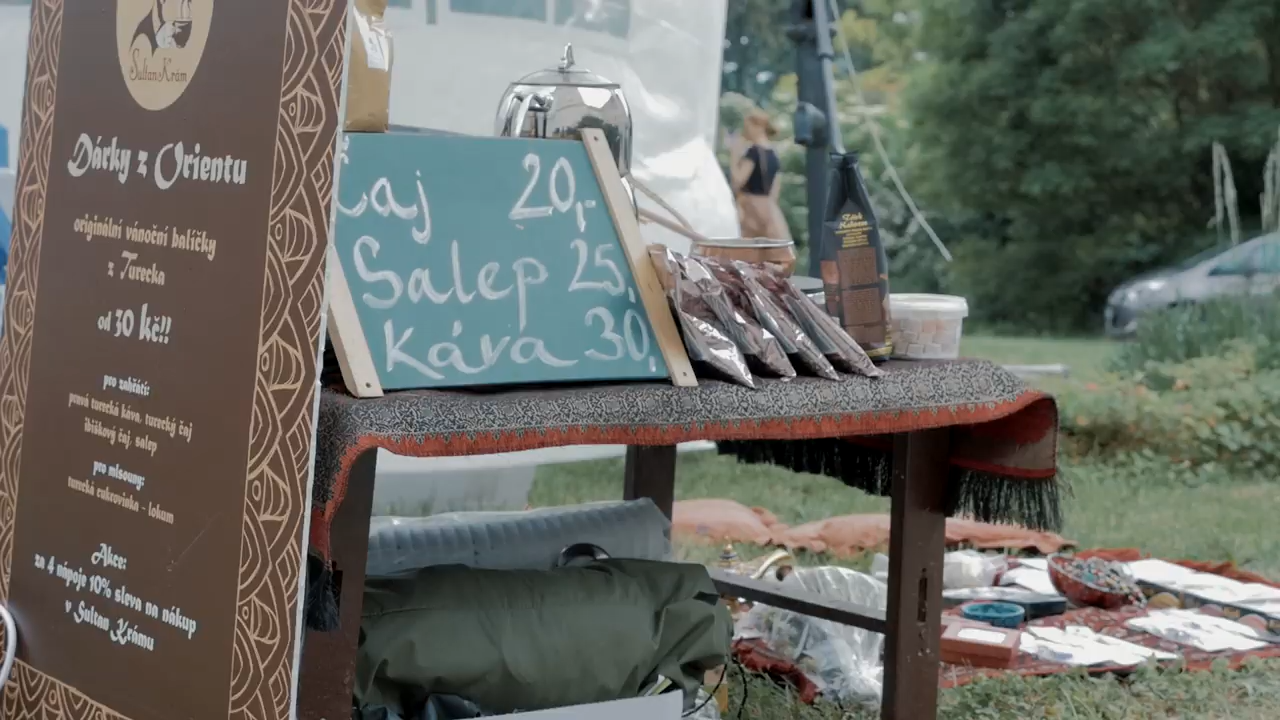 Sultan Krám
Dárky z Orientu
originální vánoční balíčky
z Turecka
od 30 kč!!
pro zahřátí:
pravá turecká káva, turecký čaj
ibiškový čaj, salep
pro mlsouny:
turecká cukrovinka - lokum
Akce:
za 4 nápoje 10% sleva na nákup
v Sultan Krámu
Čaj 20,-
Salep 25,
Káva 30,